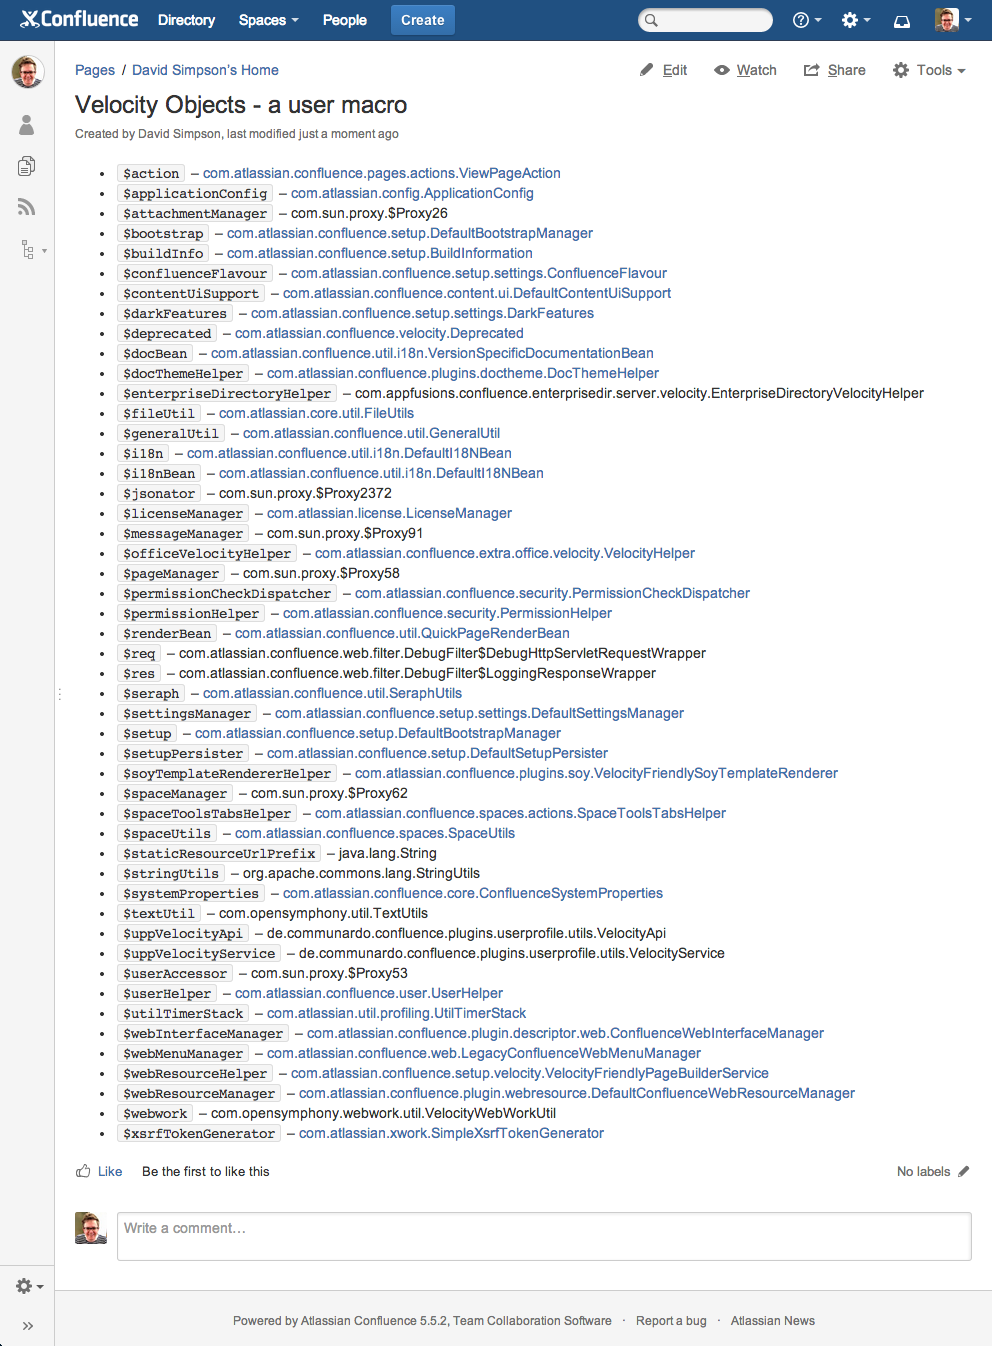 Confluence Directory Spaces People Create
Pages / David Simpson's Home Edit Watch Share Tools
Velocity Objects - a user macro
Created by David Simpson, last modified just a moment ago
• $action – com.atlassian.confluence.pages.actions.ViewPageAction
• $applicationConfig – com.atlassian.config.ApplicationConfig
• $attachmentManager – com.sun.proxy.$Proxy26
• $bootstrap – com.atlassian.confluence.setup.DefaultBootstrapManager
• $buildInfo – com.atlassian.confluence.setup.BuildInformation
• $confluenceFlavour – com.atlassian.confluence.setup.settings.ConfluenceFlavour
• $contentUiSupport – com.atlassian.confluence.content.ui.DefaultContentUiSupport
• $darkFeatures – com.atlassian.confluence.setup.settings.DarkFeatures
• $deprecated – com.atlassian.confluence.velocity.Deprecated
• $docBean – com.atlassian.confluence.util.i18n.VersionSpecificDocumentationBean
• $docThemeHelper – com.atlassian.confluence.plugins.doctheme.DocThemeHelper
• $enterpriseDirectoryHelper – com.appfusions.confluence.enterprisedir.server.velocity.EnterpriseDirectoryVelocityHelper
• $fileUtil – com.atlassian.core.util.FileUtils
• $generalUtil – com.atlassian.confluence.util.GeneralUtil
• $i18n – com.atlassian.confluence.util.i18n.DefaultI18NBean
• $i18nBean – com.atlassian.confluence.util.i18n.DefaultI18NBean
• $jsonator – com.sun.proxy.$Proxy2372
• $licenseManager – com.atlassian.license.LicenseManager
• $messageManager – com.sun.proxy.$Proxy91
• $officeVelocityHelper – com.atlassian.confluence.extra.office.velocity.VelocityHelper
• $pageManager – com.sun.proxy.$Proxy58
• $permissionCheckDispatcher – com.atlassian.confluence.security.PermissionCheckDispatcher
• $permissionHelper – com.atlassian.confluence.security.PermissionHelper
• $renderBean – com.atlassian.confluence.util.QuickPageRenderBean
• $req – com.atlassian.confluence.web.filter.DebugFilter$DebugHttpServletRequestWrapper
• $res – com.atlassian.confluence.web.filter.DebugFilter$LoggingResponseWrapper
• $seraph – com.atlassian.confluence.util.SeraphUtils
• $settingsManager – com.atlassian.confluence.setup.settings.DefaultSettingsManager
• $setup – com.atlassian.confluence.setup.DefaultBootstrapManager
• $setupPersister – com.atlassian.confluence.setup.DefaultSetupPersister
• $soyTemplateRendererHelper – com.atlassian.confluence.plugins.soy.VelocityFriendlySoyTemplateRenderer
• $spaceManager – com.sun.proxy.$Proxy62
• $spaceToolsTabsHelper – com.atlassian.confluence.spaces.actions.SpaceToolsTabsHelper
• $spaceUtils – com.atlassian.confluence.spaces.SpaceUtils
• $staticResourceUrlPrefix – java.lang.String
• $stringUtils – org.apache.commons.lang.StringUtils
• $systemProperties – com.atlassian.confluence.core.ConfluenceSystemProperties
• $textUtil – com.opensymphony.util.TextUtils
• $uppVelocityApi – de.communardo.confluence.plugins.userprofile.utils.VelocityApi
• $uppVelocityService – de.communardo.confluence.plugins.userprofile.utils.VelocityService
• $userAccessor – com.sun.proxy.$Proxy53
• $userHelper – com.atlassian.confluence.user.UserHelper
• $utilTimerStack – com.atlassian.util.profiling.UtilTimerStack
• $webInterfaceManager – com.atlassian.confluence.plugin.descriptor.web.ConfluenceWebInterfaceManager
• $webMenuManager – com.atlassian.confluence.web.LegacyConfluenceWebMenuManager
• $webResourceHelper – com.atlassian.confluence.setup.velocity.VelocityFriendlyPageBuilderService
• $webResourceManager – com.atlassian.confluence.plugin.webresource.DefaultConfluenceWebResourceManager
• $webwork – com.opensymphony.webwork.util.VelocityWebWorkUtil
• $xsrfTokenGenerator – com.atlassian.xwork.SimpleXsrfTokenGenerator
Like Be the first to like this No labels
Write a comment…
Powered by Atlassian Confluence 5.5.2, Team Collaboration Software · Report a bug · Atlassian News